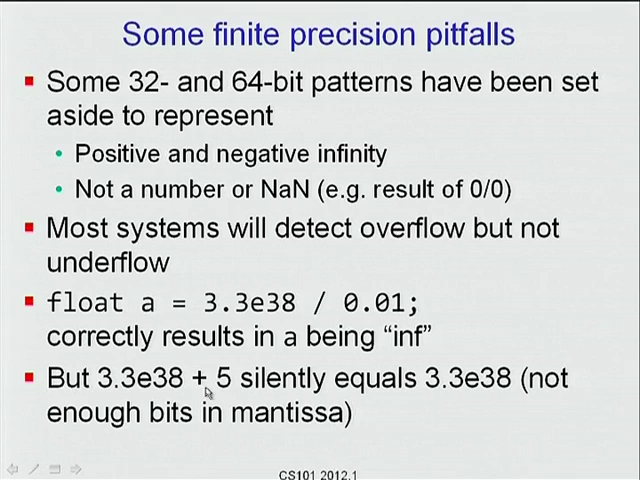 Some finite precision pitfalls
Some 32- and 64-bit patterns have been set
aside to represent
Positive and negative infinity
Not a number or NaN (e.g. result of 0/0)
Most systems will detect overflow but not
underflow
float a = 3.3e38 / 0.01;
correctly results in a being “inf”
But 3.3e38 + 5 silently equals 3.3e38 (not
enough bits in mantissa)
CS101 2012.1